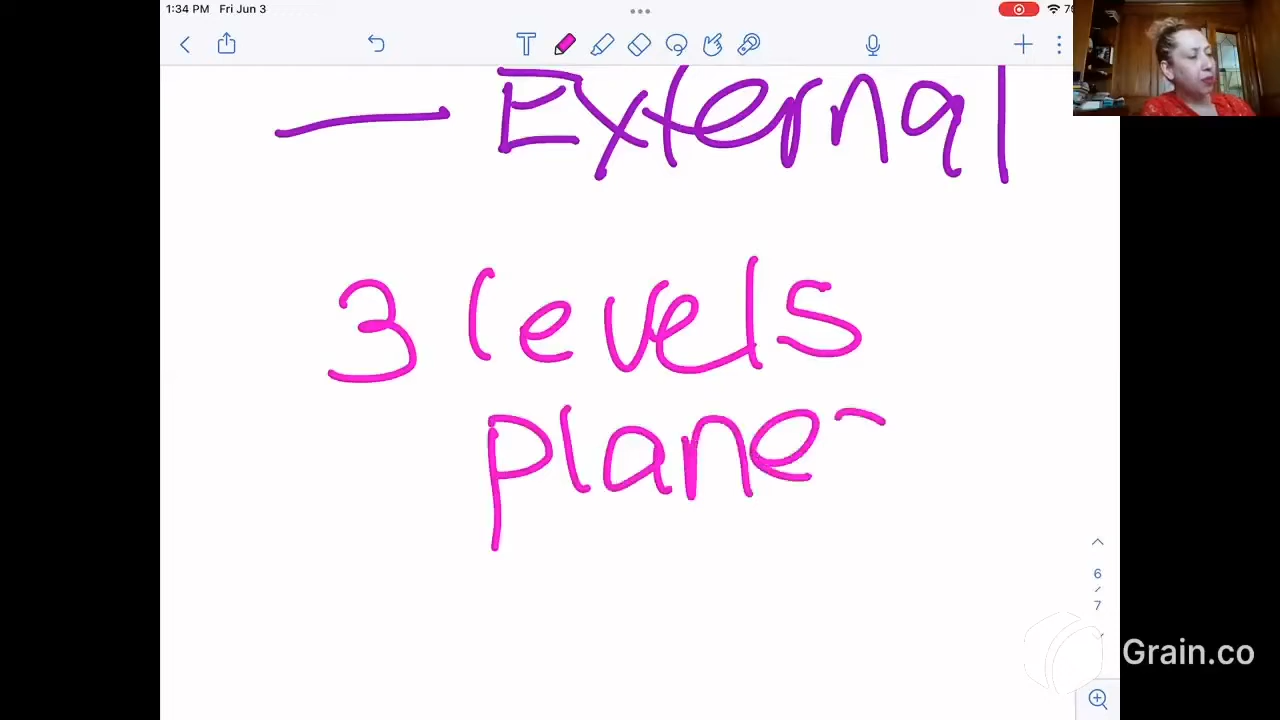 1:34 PM Fri Jun 3
T
— External
3 levels
plane
6
/
7
Grain.co